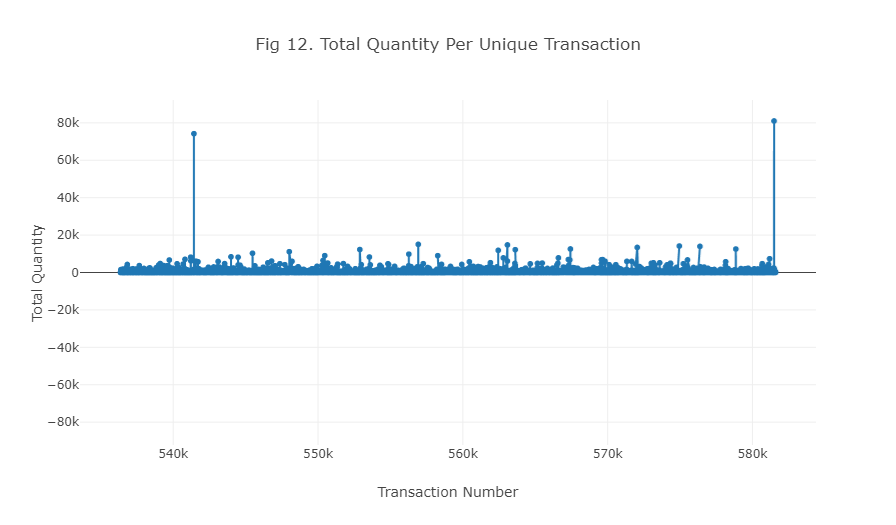 Fig 12. Total Quantity Per Unique Transaction
80k
60k
40k
20k
0
−20k
−40k
−60k
−80k
Total Quantity
540k
550k
560k
570k
580k
Transaction Number